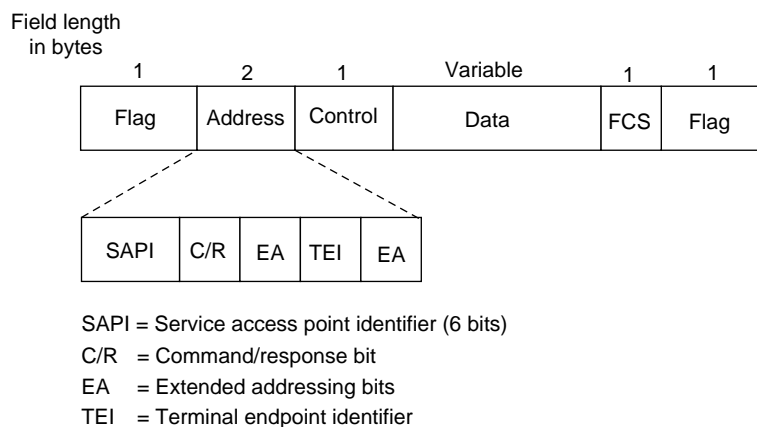 Field length
in bytes
1 2 1 Variable 1 1
Flag Address Control Data FCS Flag
SAPI C/R EA TEI EA
SAPI = Service access point identifier (6 bits)
C/R = Command/response bit
EA = Extended addressing bits
TEI = Terminal endpoint identifier